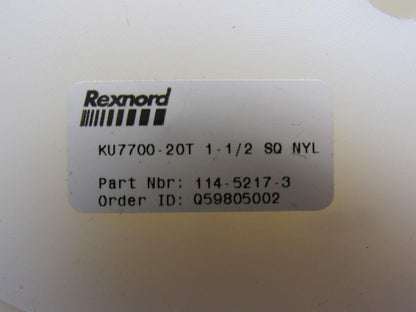 Rexnord
KU7700-20T 1-1/2 SQ NYL
Part Nbr: 114-5217-3
Order ID: Q59805002